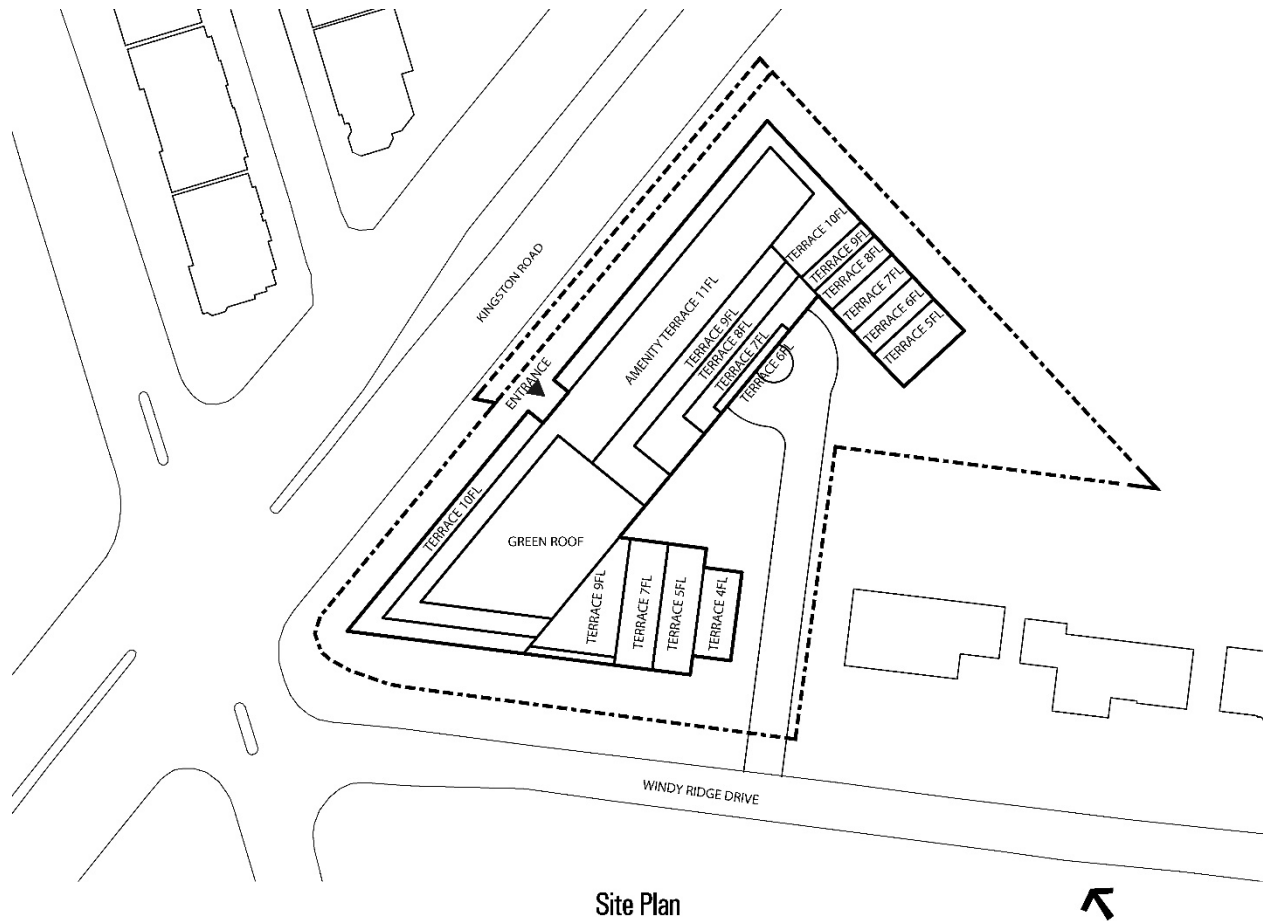 KINGSTON ROAD
ENTRANCE
AMENITY TERRACE 11FL
TERRACE 10FL
TERRACE 9FL
TERRACE 8FL
TERRACE 7FL
TERRACE 6FL
TERRACE 5FL
TERRACE 9FL
TERRACE 8FL
TERRACE 7FL
TERRACE 6FL
TERRACE 10FL
GREEN ROOF
TERRACE 9FL
TERRACE 7FL
TERRACE 5FL
TERRACE 4FL
WINDY RIDGE DRIVE
Site Plan